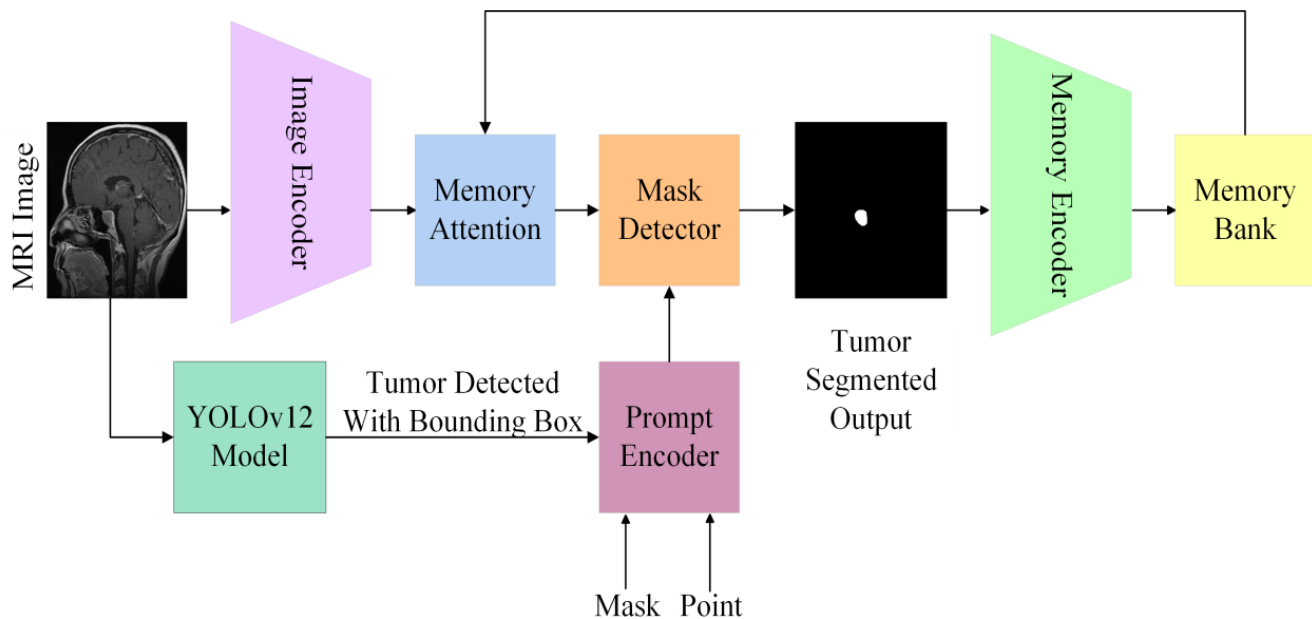 MRI Image
Image Encoder
Memory
Attention
Mask
Detector
Tumor
Segmented
Output
Memory Encoder
Memory
Bank
YOLOv12
Model
Tumor Detected
With Bounding Box
Prompt
Encoder
Mask
Point